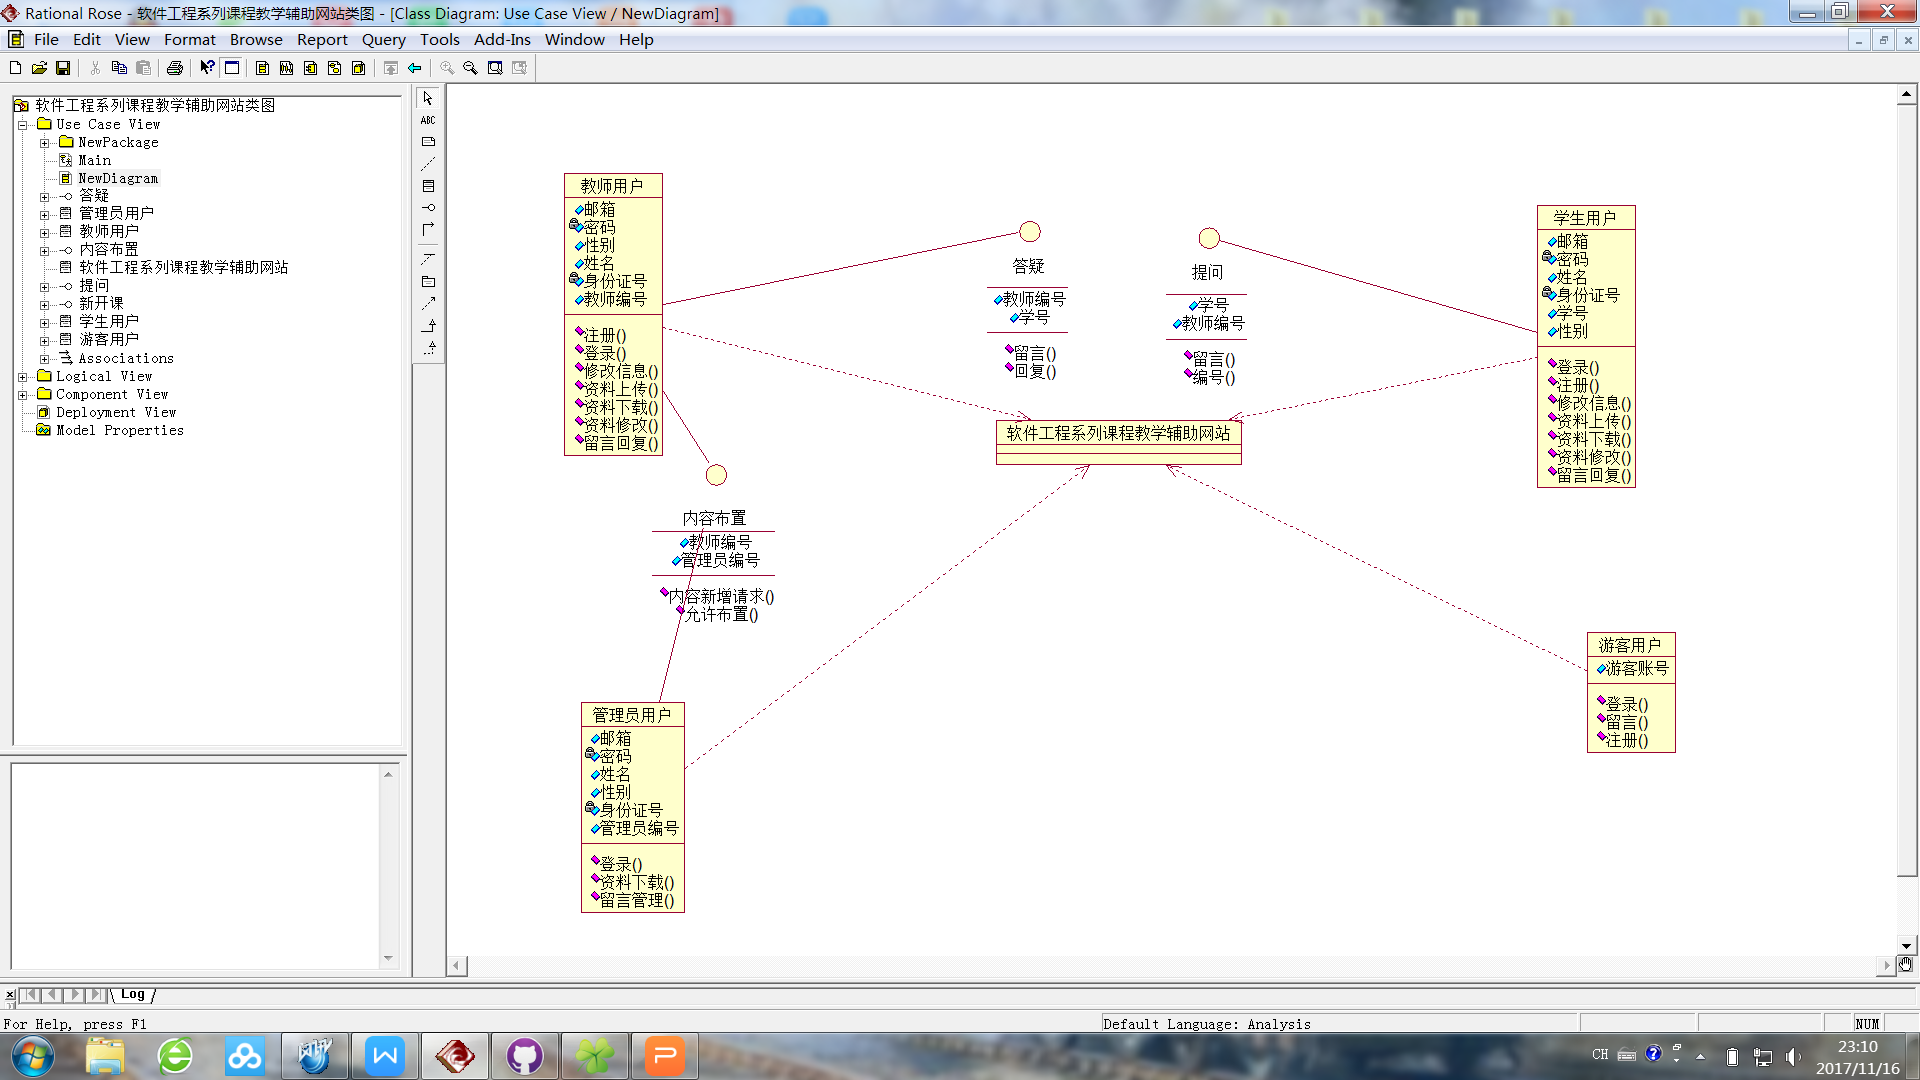 Rational Rose - 软件工程系列课程教学辅助网站类图 - [Class Diagram: Use Case View / NewDiagram]
File Edit View Format Browse Report Query Tools Add-Ins Window Help
软件工程系列课程教学辅助网站类图
Use Case View
NewPackage
Main
NewDiagram
答疑
管理员用户
教师用户
内容布置
软件工程系列课程教学辅助网站
提问
新开课
学生用户
游客用户
Associations
Logical View
Component View
Deployment View
Model Properties
ABC
教师用户
邮箱
密码
性别
姓名
身份证号
教师编号
注册()
登录()
修改信息()
资料上传()
资料下载()
资料修改()
留言回复()
答疑
教师编号
学号
留言()
回复()
提问
学号
教师编号
留言()
编号()
学生用户
邮箱
密码
姓名
身份证号
学号
性别
登录()
注册()
修改信息()
资料上传()
资料下载()
资料修改()
留言回复()
软件工程系列课程教学辅助网站
内容布置
教师编号
管理员编号
内容新增请求()
允许布置()
游客用户
游客账号
登录()
留言()
注册()
管理员用户
邮箱
密码
姓名
性别
身份证号
管理员编号
登录()
资料下载()
留言管理()
Log
For Help, press F1
Default Language: Analysis
NUM
CH
23:10
2017/11/16